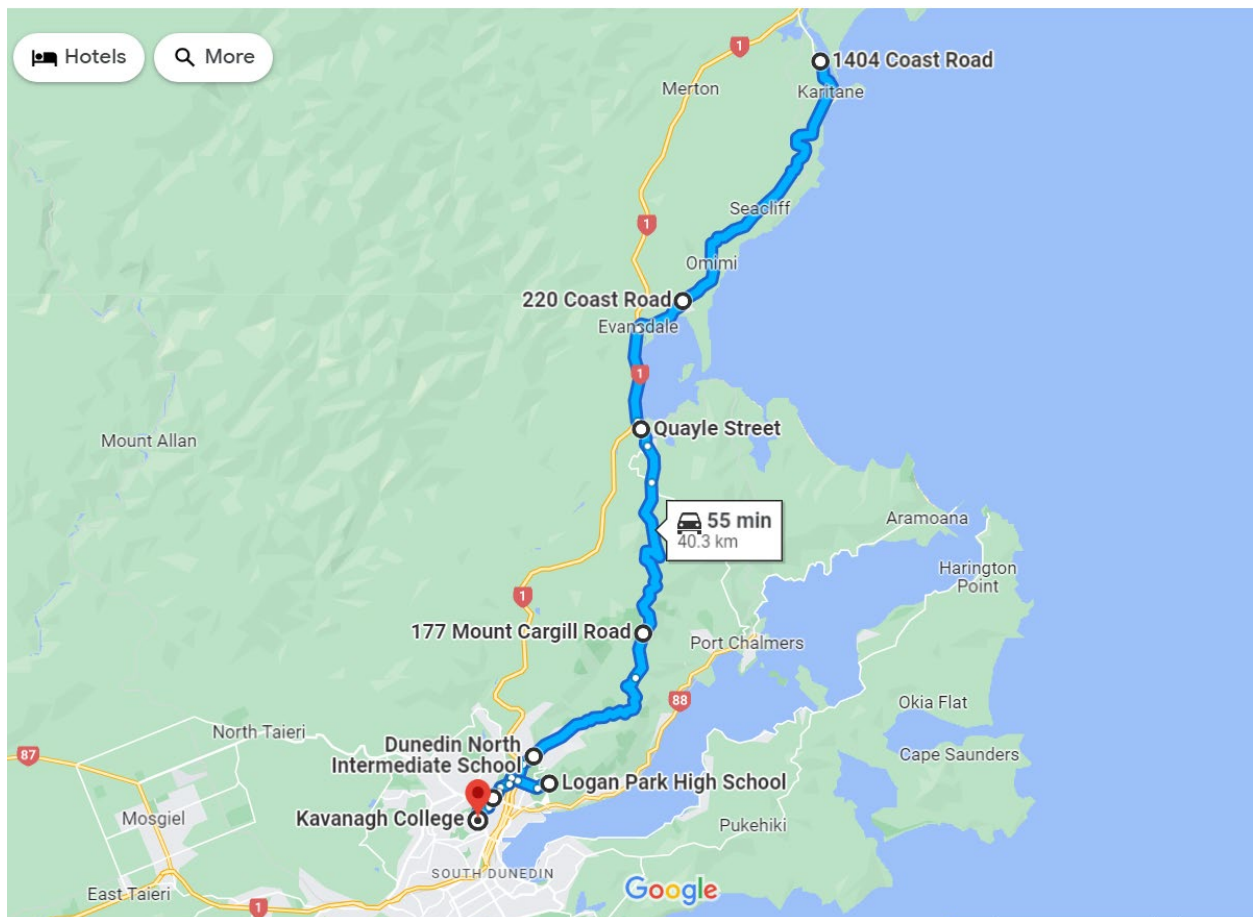 Hotels
More
1
1404 Coast Road
Merton
Karitane
Seacliff
1
Omimi
220 Coast Road
Evansdale
1
Quayle Street
Mount Allan
55 min
40.3 km
Aramoana
Harington
Point
1
177 Mount Cargill Road
Port Chalmers
88
Okia Flat
North Taieri
Dunedin North
Intermediate School
87
Cape Saunders
Logan Park High School
Kavanagh College
Mosgiel
Pukehiki
SOUTH DUNEDIN
East Taieri
Google
1